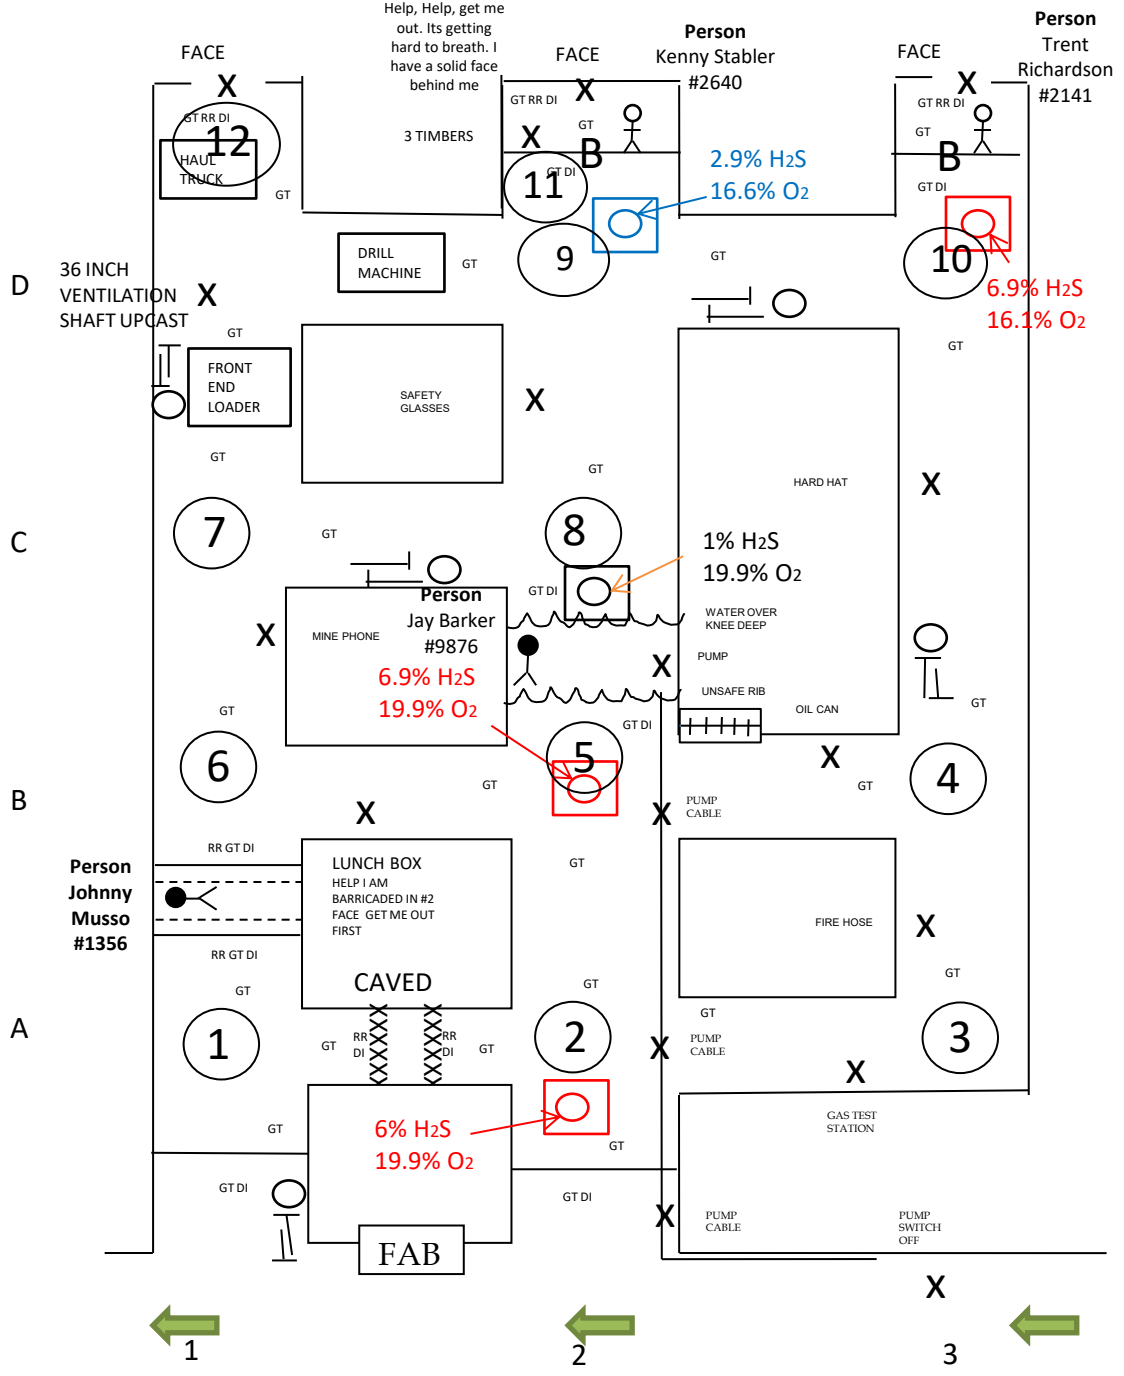 Help, Help, get me
out. Its getting
hard to breath. I
have a solid face
behind me
Person
Kenny Stabler
#2640
Person
Trent
Richardson
#2141
FACE
FACE
FACE
X
X
X
GT RR DI
12
HAUL
TRUCK
GT
3 TIMBERS
GT RR DI
GT
X
B
GT DI
11
2.9% H2S
16.6% O2
GT RR DI
GT
B
GT DI
D
36 INCH
VENTILATION
SHAFT UPCAST
X
DRILL
MACHINE
GT
9
GT
10
6.9% H2S
16.1% O2
GT
GT
FRONT
END
LOADER
SAFETY
GLASSES
X
GT
GT
HARD HAT
X
C
7
GT
8
1% H2S
19.9% O2
GT DI
Person
Jay Barker
#9876
6.9% H2S
19.9% O2
X
MINE PHONE
WATER OVER
KNEE DEEP
X
PUMP
UNSAFE RIB
OIL CAN
GT
GT
GT DI
B
6
GT
5
X
GT
4
X
X
PUMP
CABLE
RR GT DI
Person
Johnny
Musso
#1356
LUNCH BOX
HELP I AM
BARRICADED IN #2
FACE GET ME OUT
FIRST
GT
FIRE HOSE
X
RR GT DI
GT
CAVED
GT
GT
A
1
GT
RR
DI
RR
DI
GT
2
GT
X
PUMP
CABLE
3
X
6% H2S
19.9% O2
GAS TEST
STATION
GT
GT
GT DI
GT DI
X
PUMP
CABLE
PUMP
SWITCH
OFF
FAB
X
1
2
3